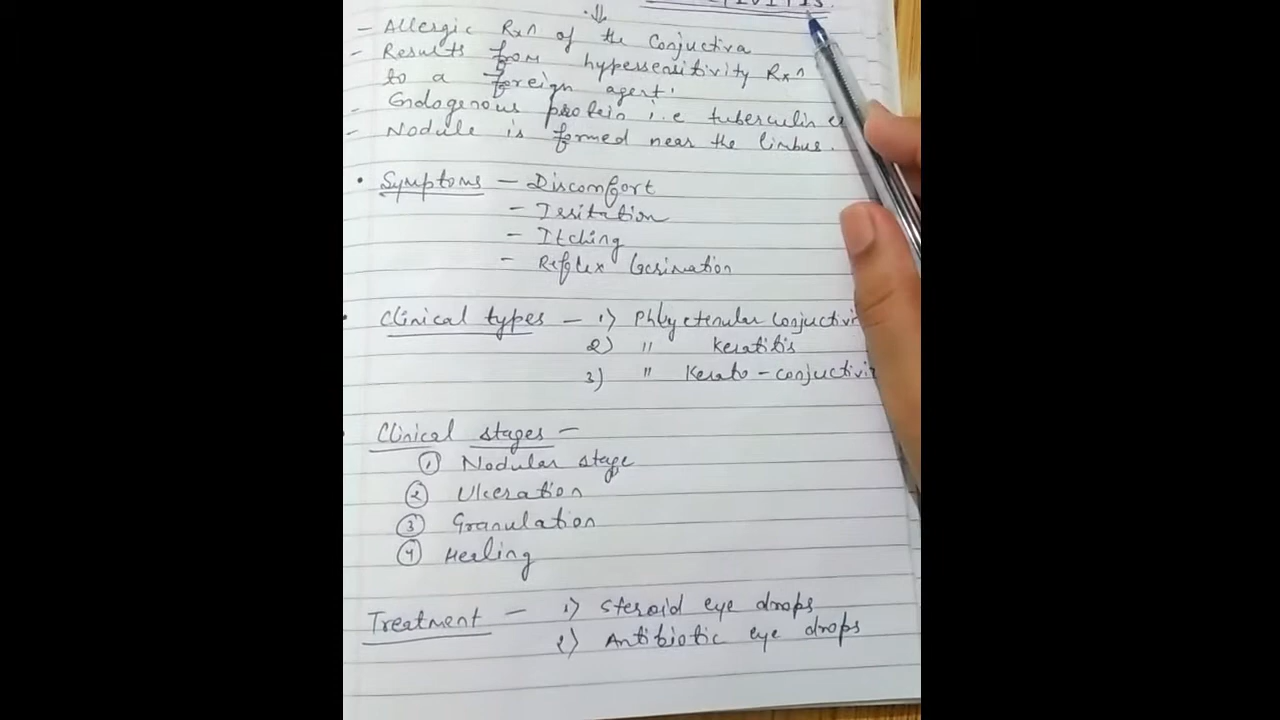 - Allergic Rxn of the Conjuctiva
- Results from hypersensitivity Rxn
to a foreign agent.
- Endogenous protein i.e tuberculin
- Nodule is formed near the limbus.
• Symptoms - Discomfort
- Irritation
- Itching
- Reflex lacrimation
Clinical types - 1) Phlyctenular Conjuctivi
2) " Keratitis
3) " Kerato-conjuctivi
Clinical stages -
① Nodular stage
② Ulceration
③ Granulation
④ Healing
Treatment - 1) Steroid eye drops
2) Antibiotic eye drops